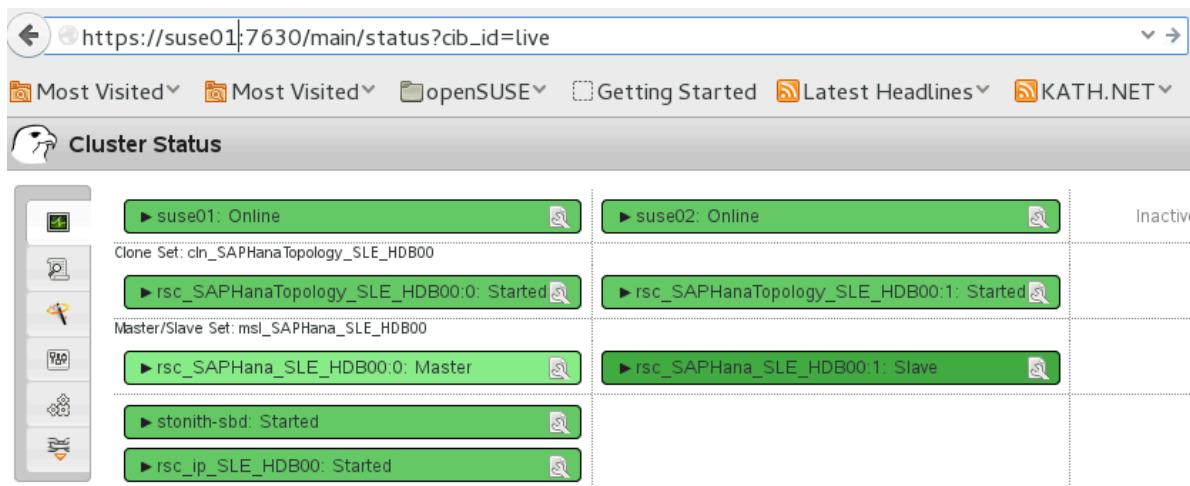 https://suse01:7630/main/status?cib_id=live
Most Visited Most Visited openSUSE Getting Started Latest Headlines KATH.NET
Cluster Status
suse01: Online suse02: Online Inactive
Clone Set: cln_SAPHanaTopology_SLE_HDB00
rsc_SAPHanaTopology_SLE_HDB00:0: Started rsc_SAPHanaTopology_SLE_HDB00:1: Started
Master/Slave Set: msl_SAPHana_SLE_HDB00
rsc_SAPHana_SLE_HDB00:0: Master rsc_SAPHana_SLE_HDB00:1: Slave
stonith-sbd: Started
rsc_ip_SLE_HDB00: Started